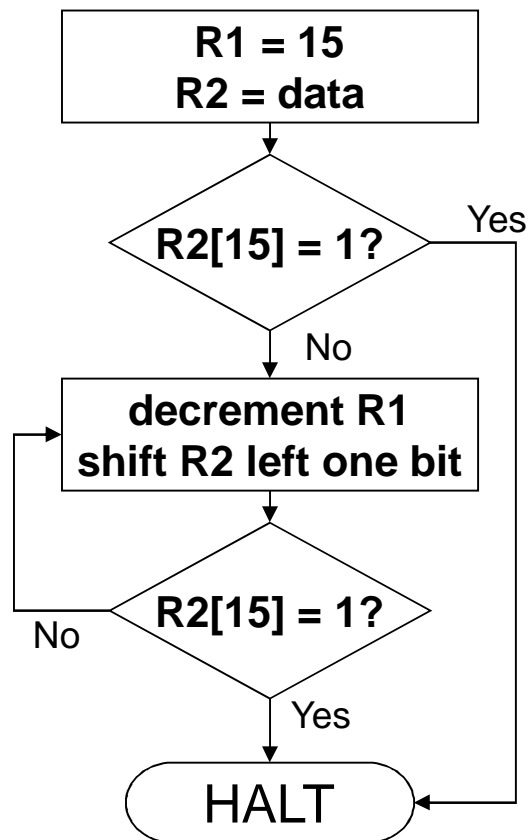 R1 = 15
R2 = data
R2[15] = 1?
Yes
No
decrement R1
shift R2 left one bit
R2[15] = 1?
No
Yes
HALT